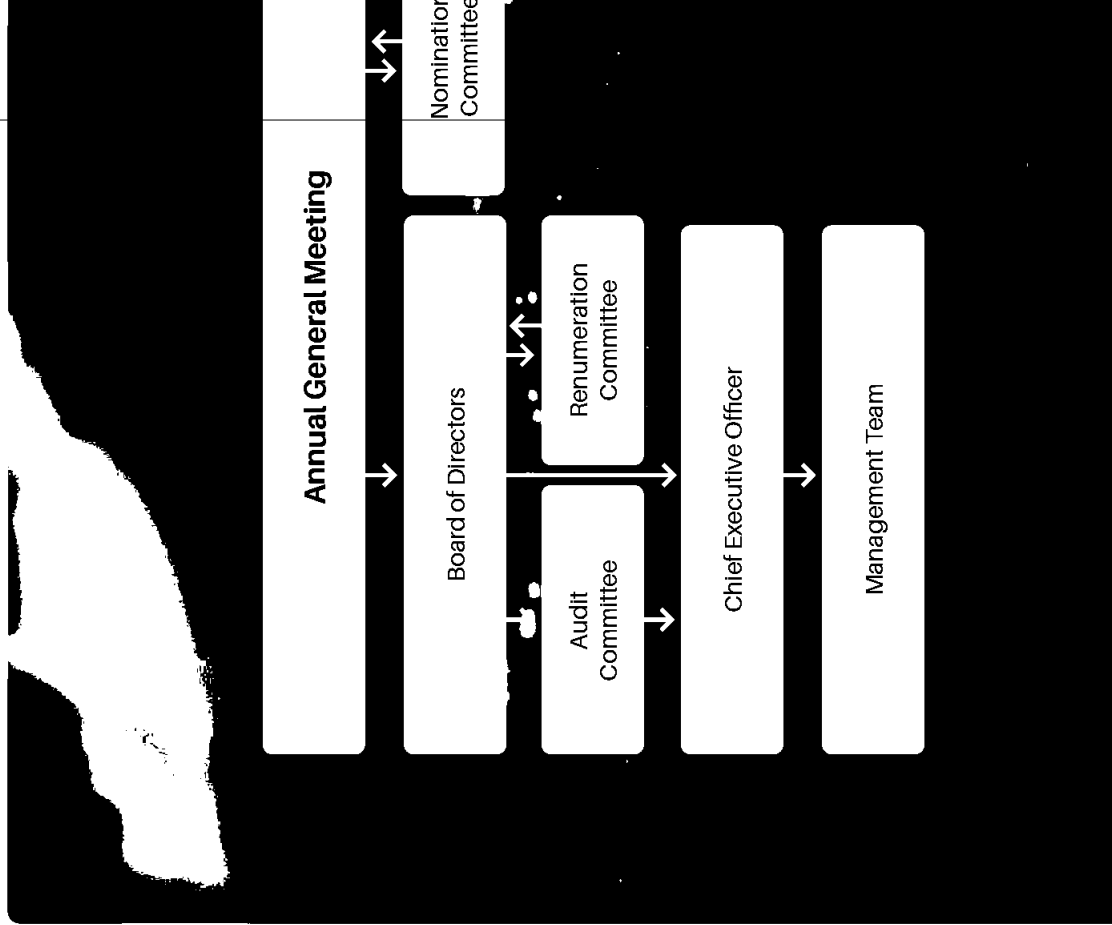 Annual General Meeting
Nomination
Committee
Board of Directors
Renumeration
Committee
Audit
Committee
Chief Executive Officer
Management Team